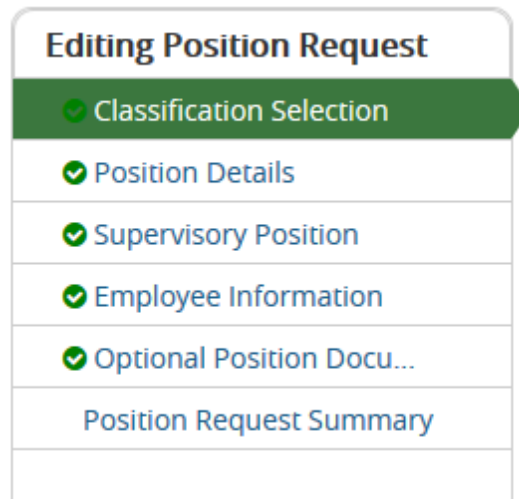 Editing Position Request
Classification Selection
Position Details
Supervisory Position
Employee Information
Optional Position Docu...
Position Request Summary